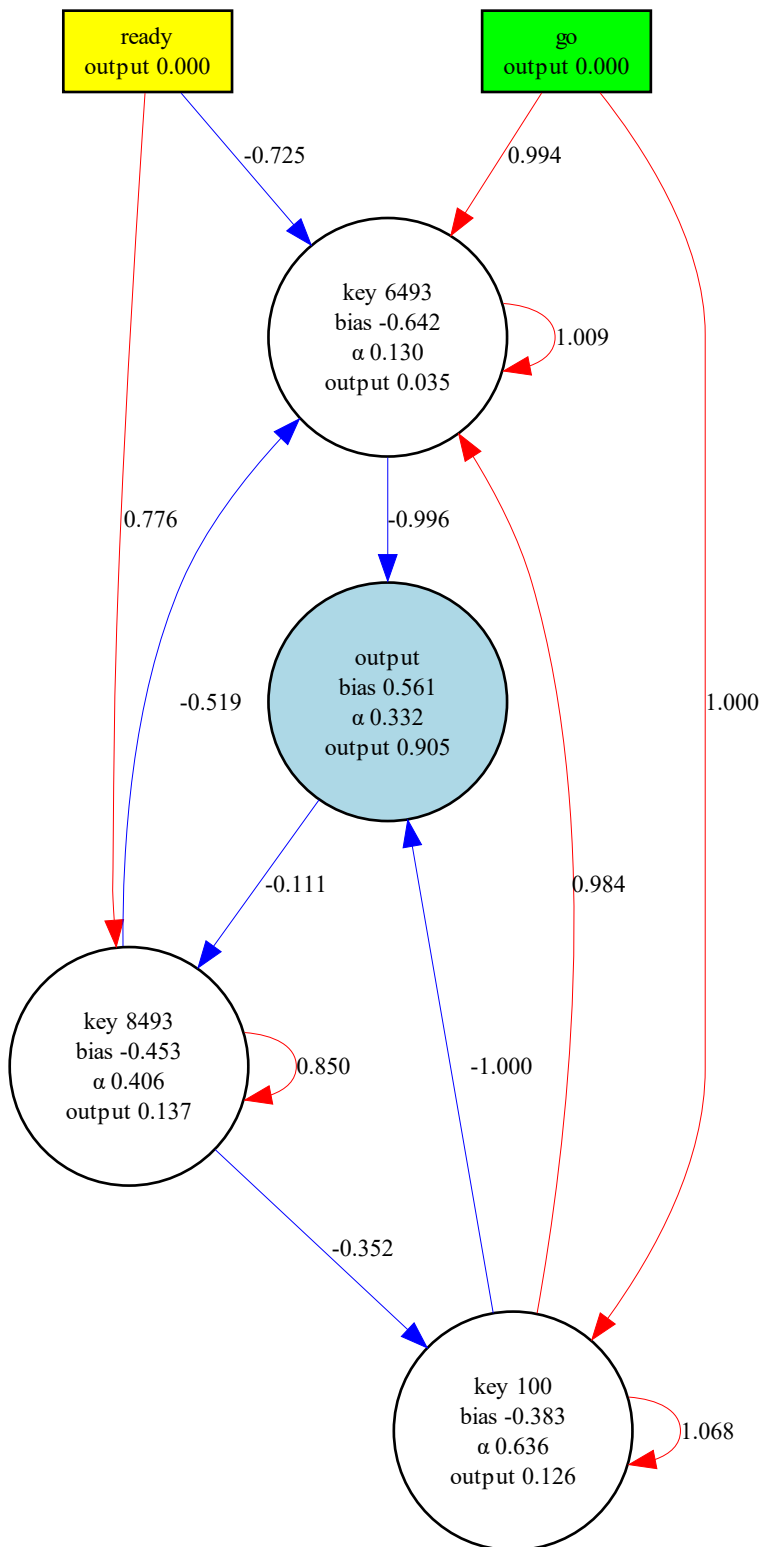 ready
output 0.000
go
output 0.000
-0.725
0.994
key 6493
bias -0.642
α 0.130
output 0.035
1.009
0.776
-0.996
-0.519
output
bias 0.561
α 0.332
output 0.905
1.000
-0.111
0.984
key 8493
bias -0.453
α 0.406
output 0.137
0.850
-1.000
-0.352
key 100
bias -0.383
α 0.636
output 0.126
1.068